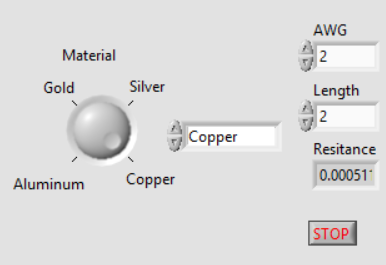 Material
Gold
Silver
Aluminum
Copper
Copper
AWG
2
Length
2
Resitance
0.00051
STOP